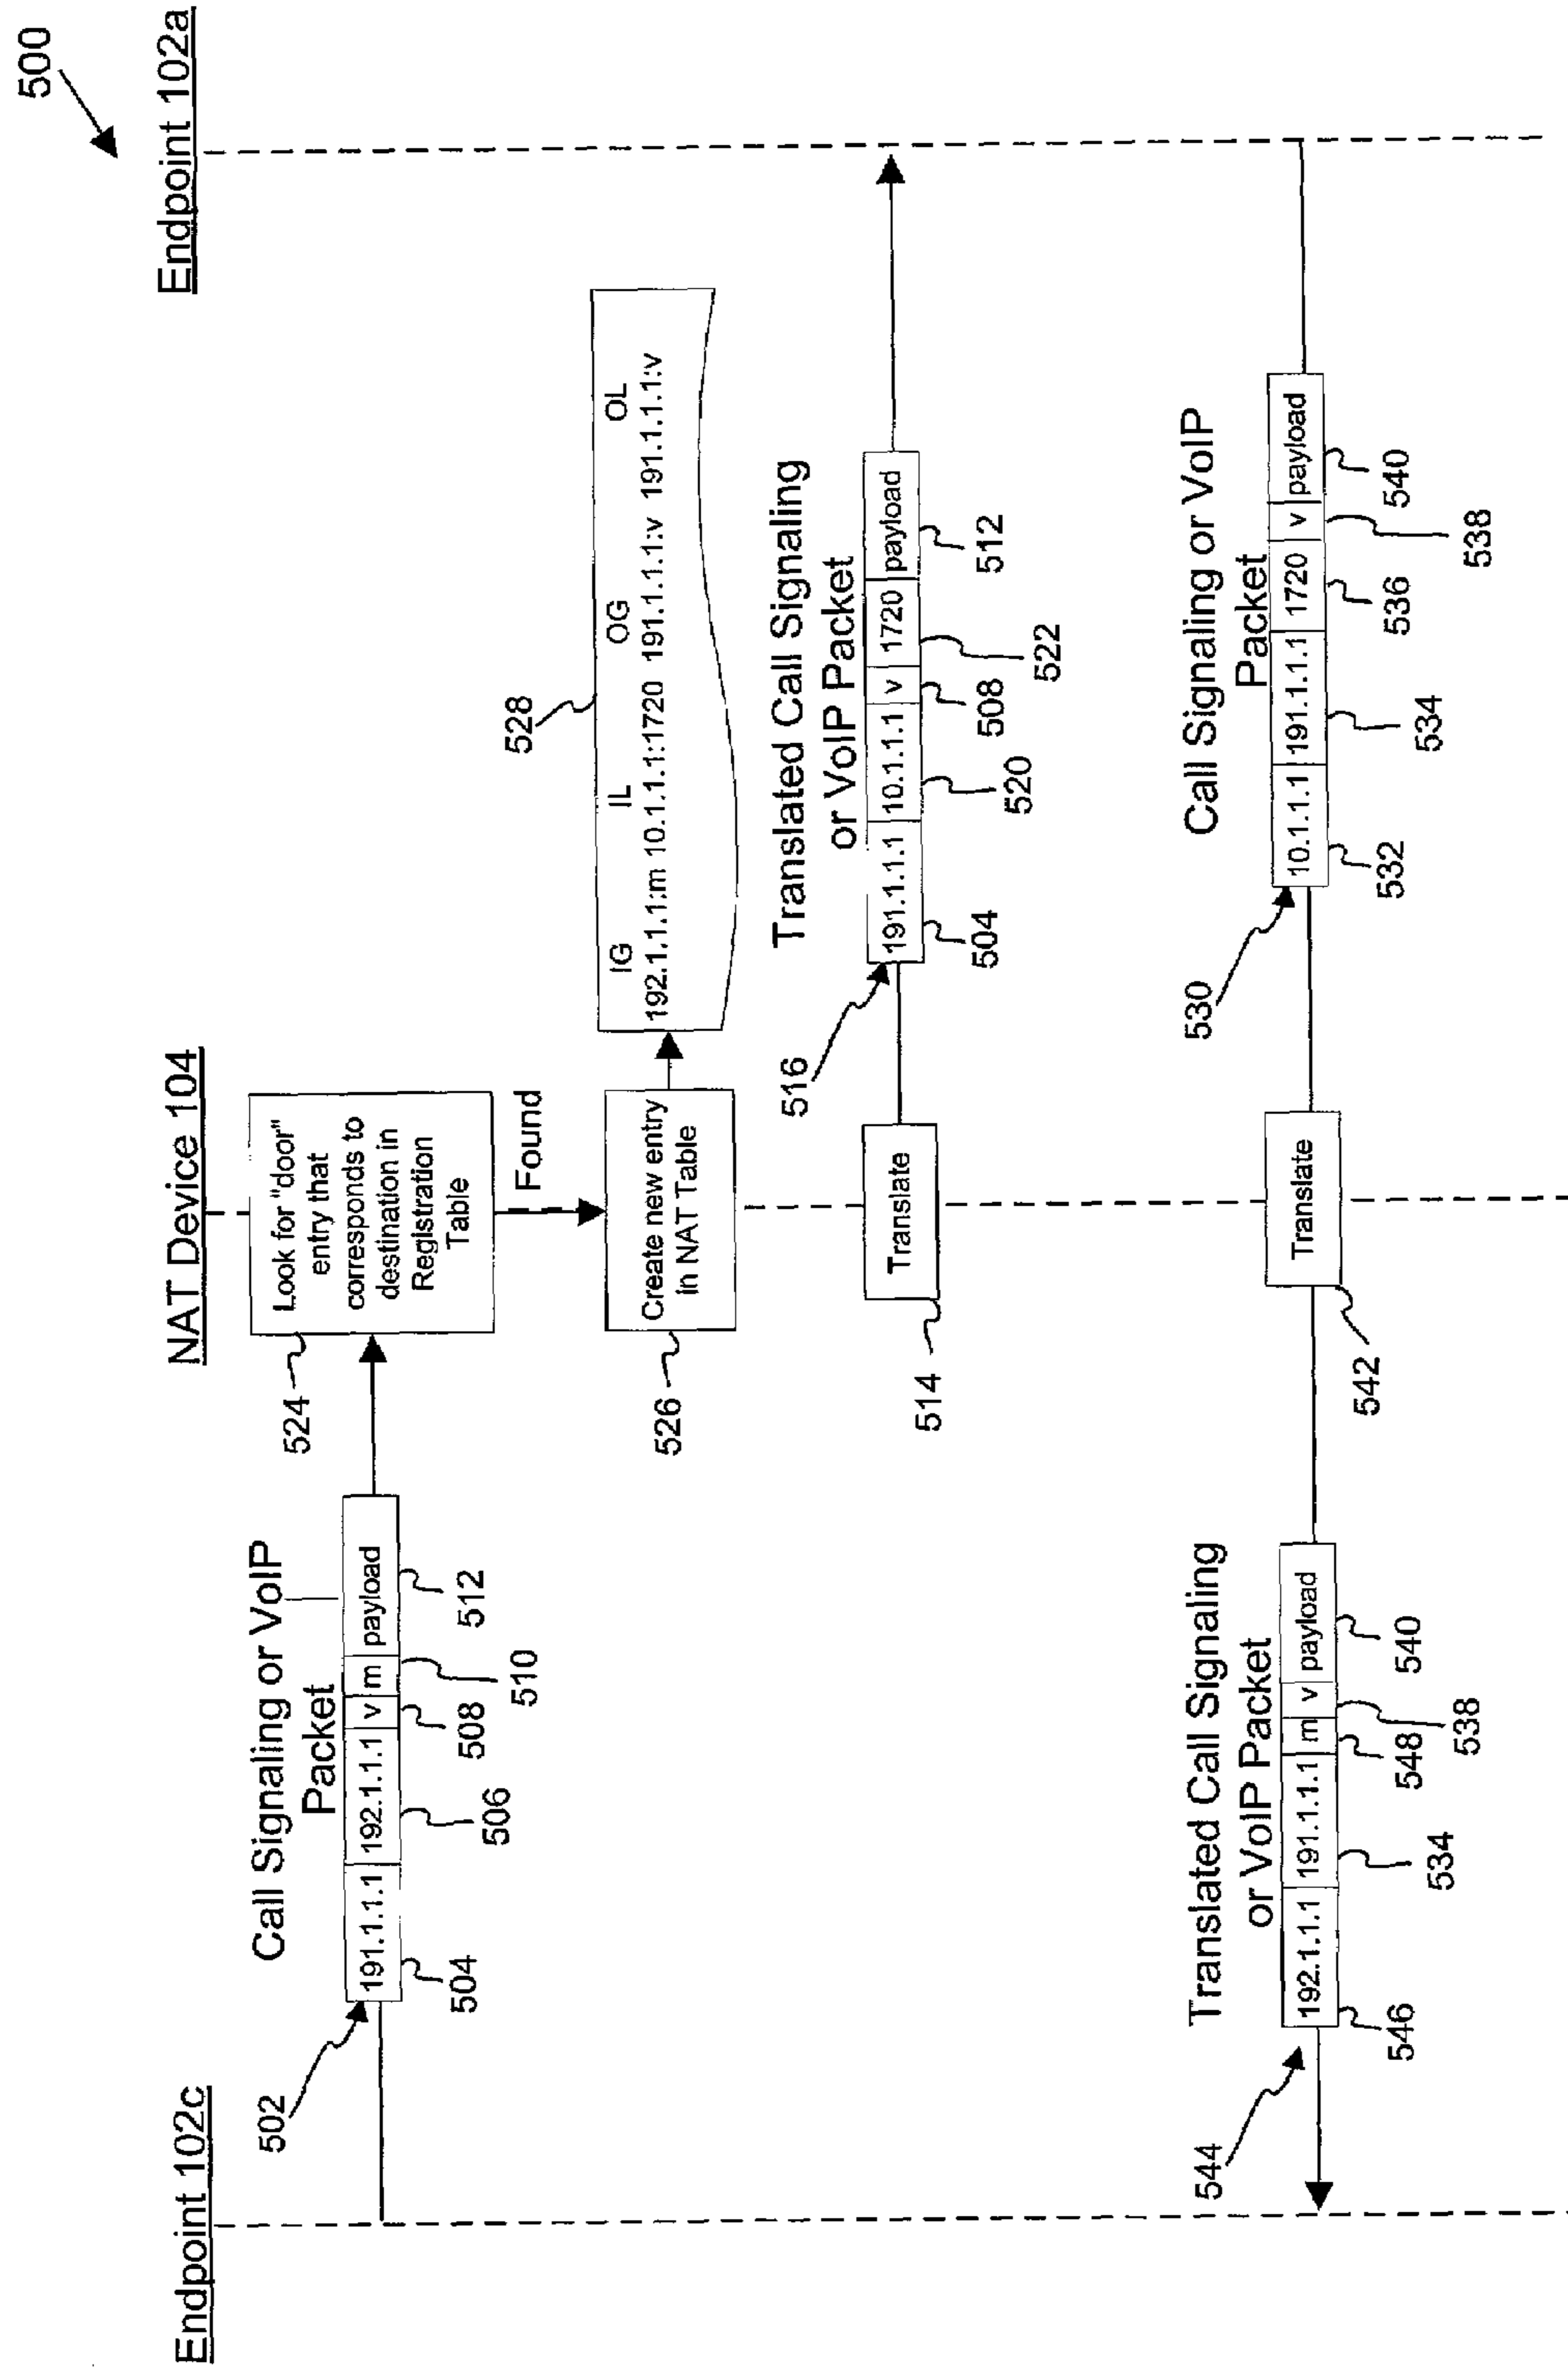 500
Endpoint 102c
NAT Device 104
Endpoint 102a
Call Signaling or VoIP
Packet
502
191.1.1.1 192.1.1.1 v m payload
504 506 508 510 512
Look for "door"
entry that
corresponds to
destination in
Registration
Table
524
Found
Create new entry
in NAT Table
526
528
IG IL OG OL
192.1.1.1:m 10.1.1.1:1720 191.1.1.1:v 191.1.1.1:v
Translated Call Signaling
or VoIP Packet
Translate
514
516
191.1.1.1 10.1.1.1 v 1720 payload
504 520 508 522 512
Call Signaling or VoIP
Packet
530
10.1.1.1 191.1.1.1 1720 v payload
532 534 536 538 540
Translate
542
Translated Call Signaling
or VoIP Packet
544
192.1.1.1 191.1.1.1 m v payload
546 534 548 538 540